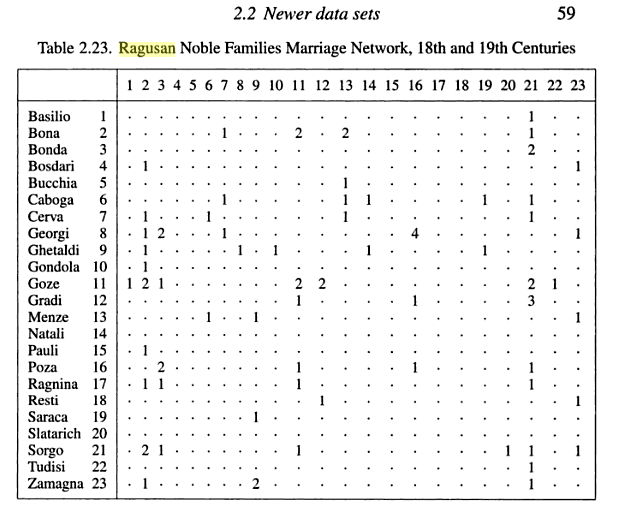 2.2 Newer data sets 59
Table 2.23. Ragusan Noble Families Marriage Network, 18th and 19th Centuries
1 2 3 4 5 6 7 8 9 10 11 12 13 14 15 16 17 18 19 20 21 22 23
Basilio 1 . . . . . . . . . . . . . . . . . . . . 1 . .
Bona 2 . . . . . . 1 . . . 2 . 2 . . . . . . . 1 . .
Bonda 3 . . . . . . . . . . . . . . . . . . . . 2 . .
Bosdari 4 . 1 . . . . . . . . . . . . . . . . . . . . 1
Bucchia 5 . . . . . . . . . . . . 1 . . . . . . . . . .
Caboga 6 . . . . . . 1 . . . . . 1 1 . . . . 1 . 1 . .
Cerva 7 . 1 . . . 1 . . . . . . 1 . . . . . . . 1 . .
Georgi 8 . 1 2 . . . 1 . . . . . . . . 4 . . . . . . 1
Ghetaldi 9 . 1 . . . . . 1 . 1 . . . 1 . . . . 1 . . . .
Gondola 10 . 1 . . . . . . . . . . . . . . . . . . . . .
Goze 11 1 2 1 . . . . . . . 2 2 . . . . . . . . 2 1 .
Gradi 12 . . . . . . . . . . 1 . . . . 1 . . . . 3 . .
Menze 13 . . . . . 1 . . 1 . . . . . . . . . . . . . 1
Natali 14 . . . . . . . . . . . . . . . . . . . . . . .
Pauli 15 . 1 . . . . . . . . . . . . . . . . . . . . .
Poza 16 . . 2 . . . . . . . 1 . . . . 1 . . . . 1 . .
Ragnina 17 . 1 1 . . . . . . . 1 . . . . . . . . . 1 . .
Resti 18 . . . . . . . . . . . 1 . . . . . . . . . . 1
Saraca 19 . . . . . . . . 1 . . . . . . . . . . . . . .
Slatarich 20 . . . . . . . . . . . . . . . . . . . . . . .
Sorgo 21 . 2 1 . . . . . . . 1 . . . . . . . . 1 1 . 1
Tudisi 22 . . . . . . . . . . . . . . . . . . . . 1 . .
Zamagna 23 . 1 . . . . . . 2 . . . . . . . . . . . 1 . .